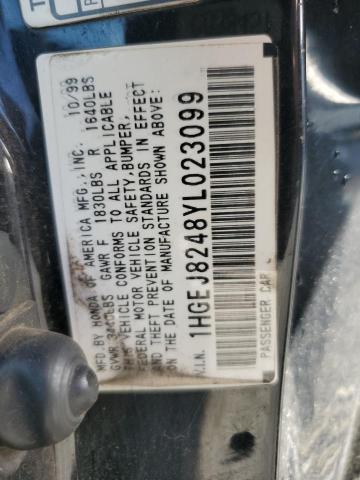 MFD BY HONDA OF AMERICA MFG., INC. 10/99
GVWR 3440LBS GAWR F 1830LBS R 1640LBS
THIS VEHICLE CONFORMS TO ALL APPLICABLE
FEDERAL MOTOR VEHICLE SAFETY,BUMPER,
AND THEFT PREVENTION STANDARDS IN EFFECT
ON THE DATE OF MANUFACTURE SHOWN ABOVE:
V.I.N. 1HGEJ8248YL023099
PASSENGER CAR